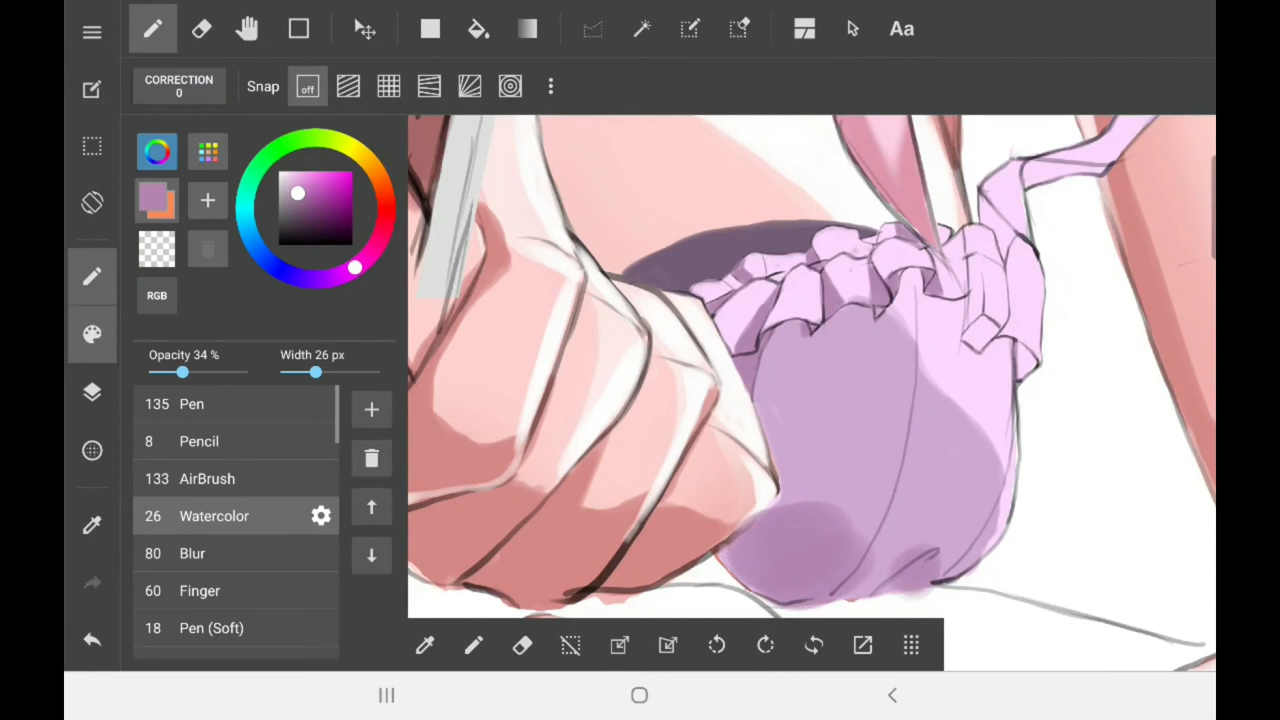 Aa
CORRECTION
0
Snap
off
RGB
Opacity 34 %
Width 26 px
135 Pen
8 Pencil
133 AirBrush
26 Watercolor
80 Blur
60 Finger
18 Pen (Soft)